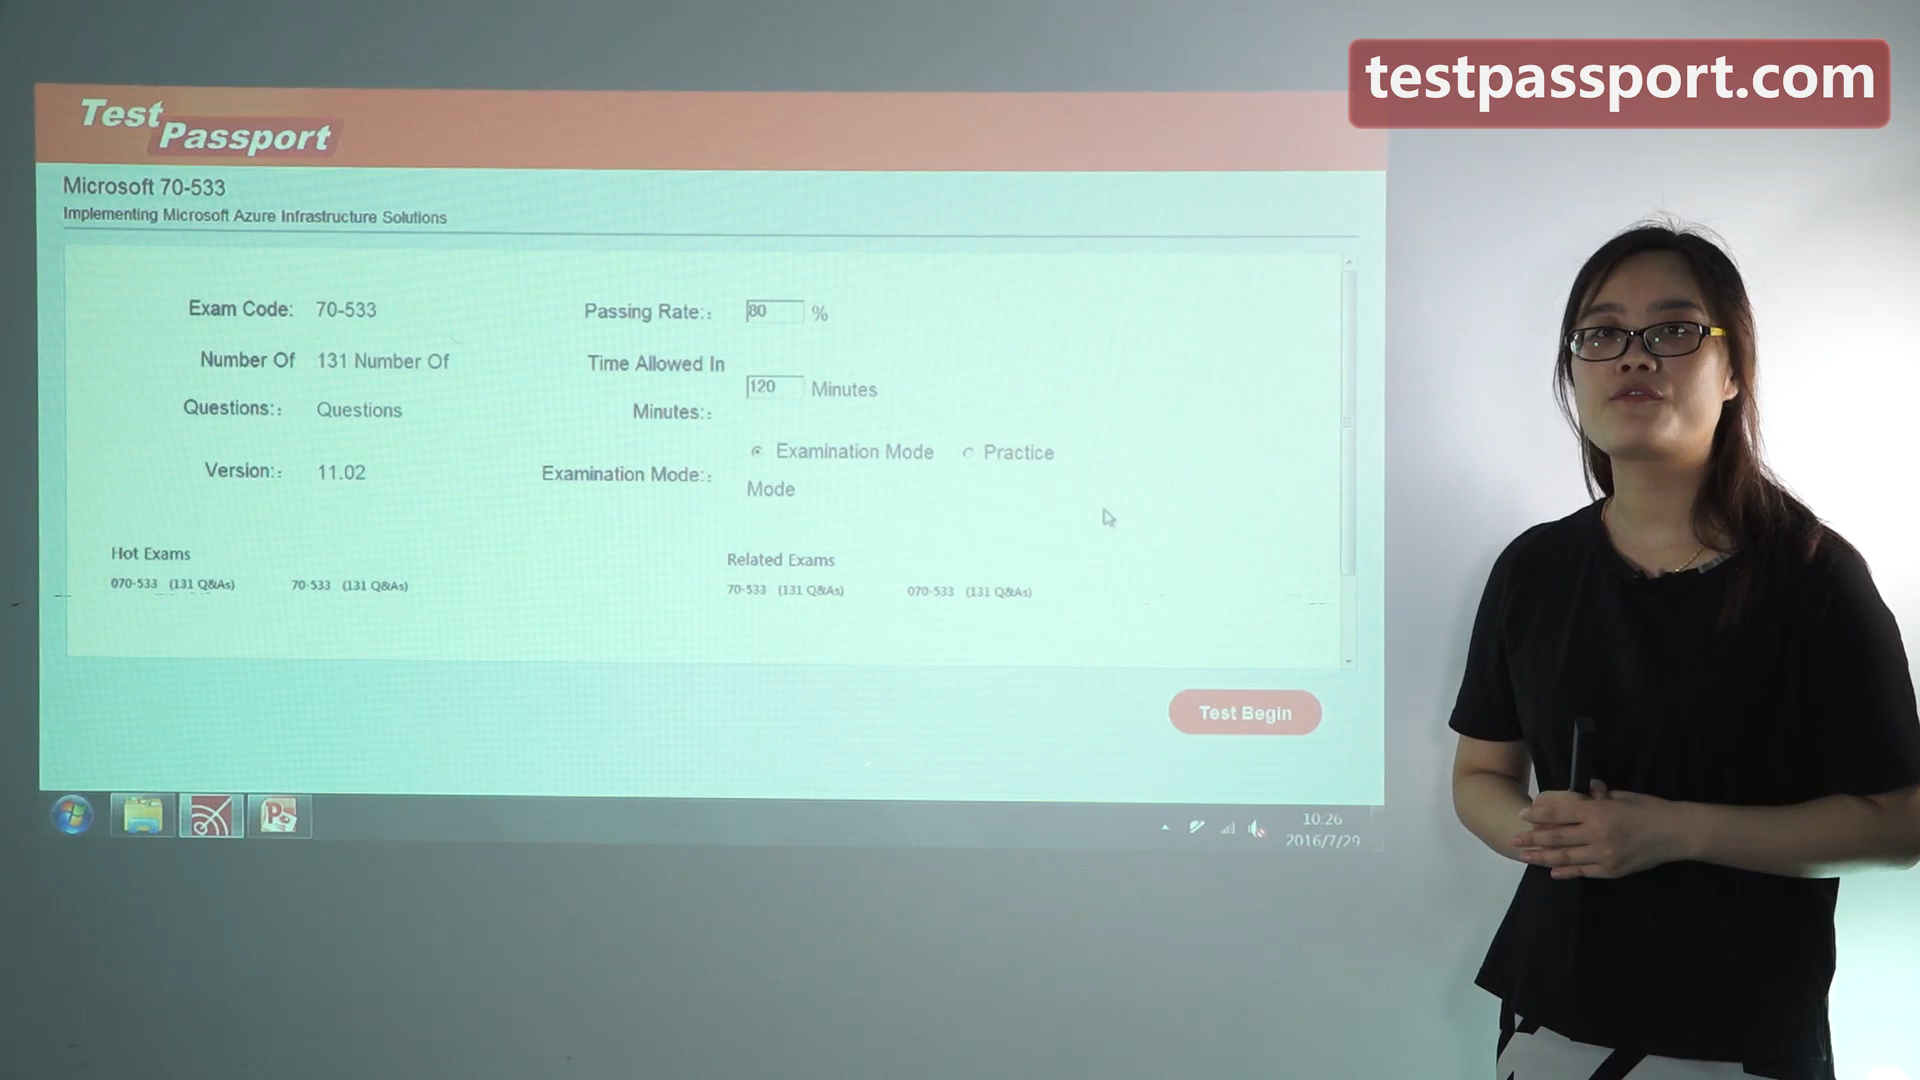 testpassport.com
Test
Passport
Microsoft 70-533
Implementing Microsoft Azure Infrastructure Solutions
Exam Code: 70-533 Passing Rate:: 80 %
Number Of 131 Number Of Time Allowed In
120 Minutes
Questions:: Questions Minutes::
Examination Mode Practice
Version:: 11.02 Examination Mode::
Mode
Hot Exams Related Exams
070-533 (131 Q&As) 70-533 (131 Q&As) 70-533 (131 Q&As) 070-533 (131 Q&As)
Test Begin
10:26
2016/7/29